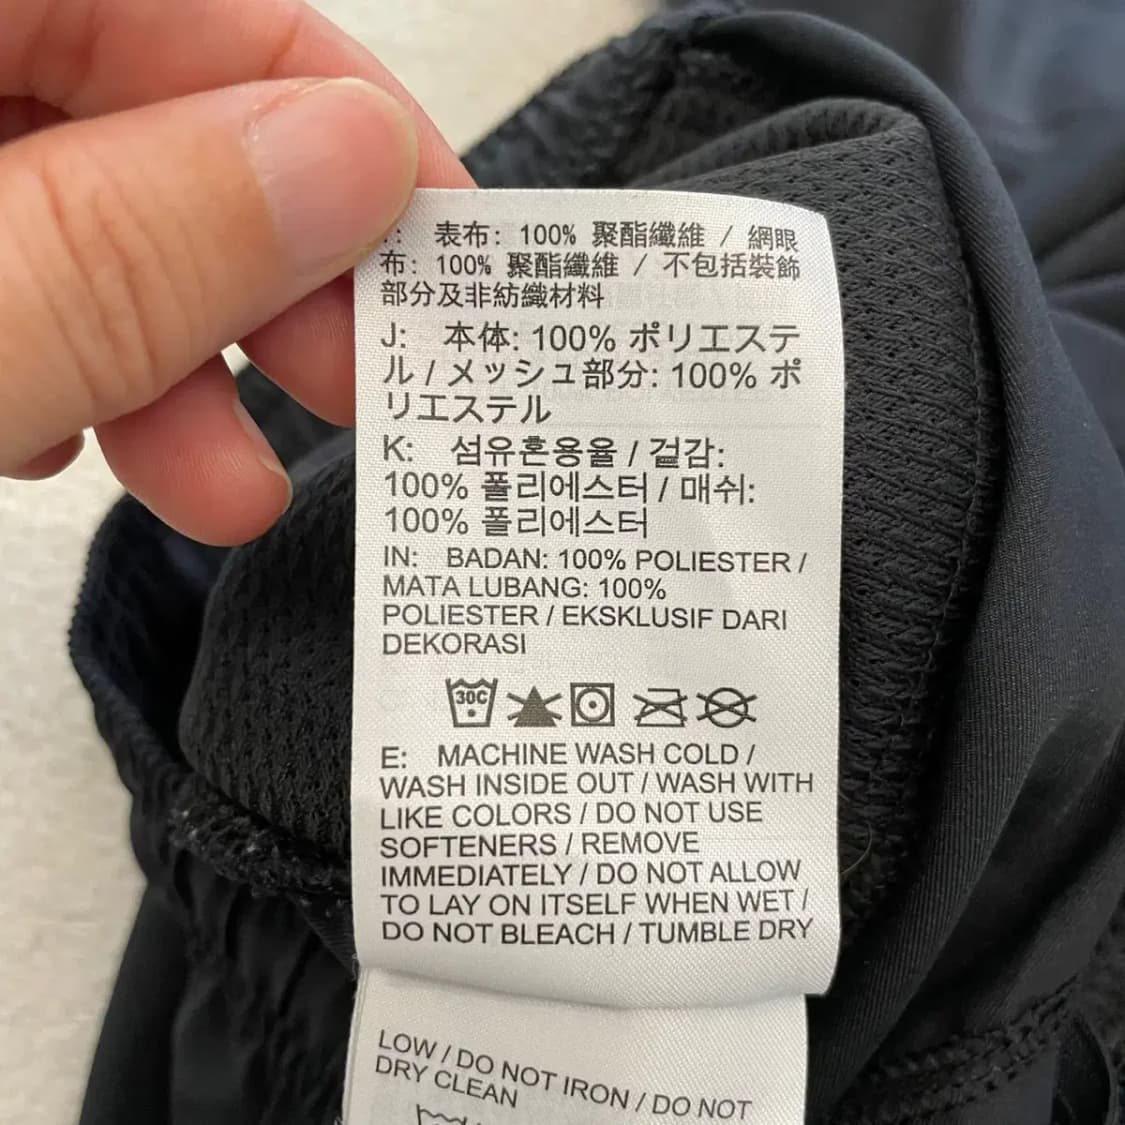 : 表布: 100% 聚酯纖維 / 網眼
布: 100% 聚酯纖維 / 不包括裝飾
部分及非紡織材料
J: 本体: 100% ポリエステ
ル / メッシュ部分: 100% ポ
リエステル
K: 섬유혼용율 / 겉감:
100% 폴리에스터 / 매쉬:
100% 폴리에스터
IN: BADAN: 100% POLIESTER /
MATA LUBANG: 100%
POLIESTER / EKSKLUSIF DARI
DEKORASI
30C
E: MACHINE WASH COLD /
WASH INSIDE OUT / WASH WITH
LIKE COLORS / DO NOT USE
SOFTENERS / REMOVE
IMMEDIATELY / DO NOT ALLOW
TO LAY ON ITSELF WHEN WET /
DO NOT BLEACH / TUMBLE DRY
LOW / DO NOT IRON / DO NOT
DRY CLEAN